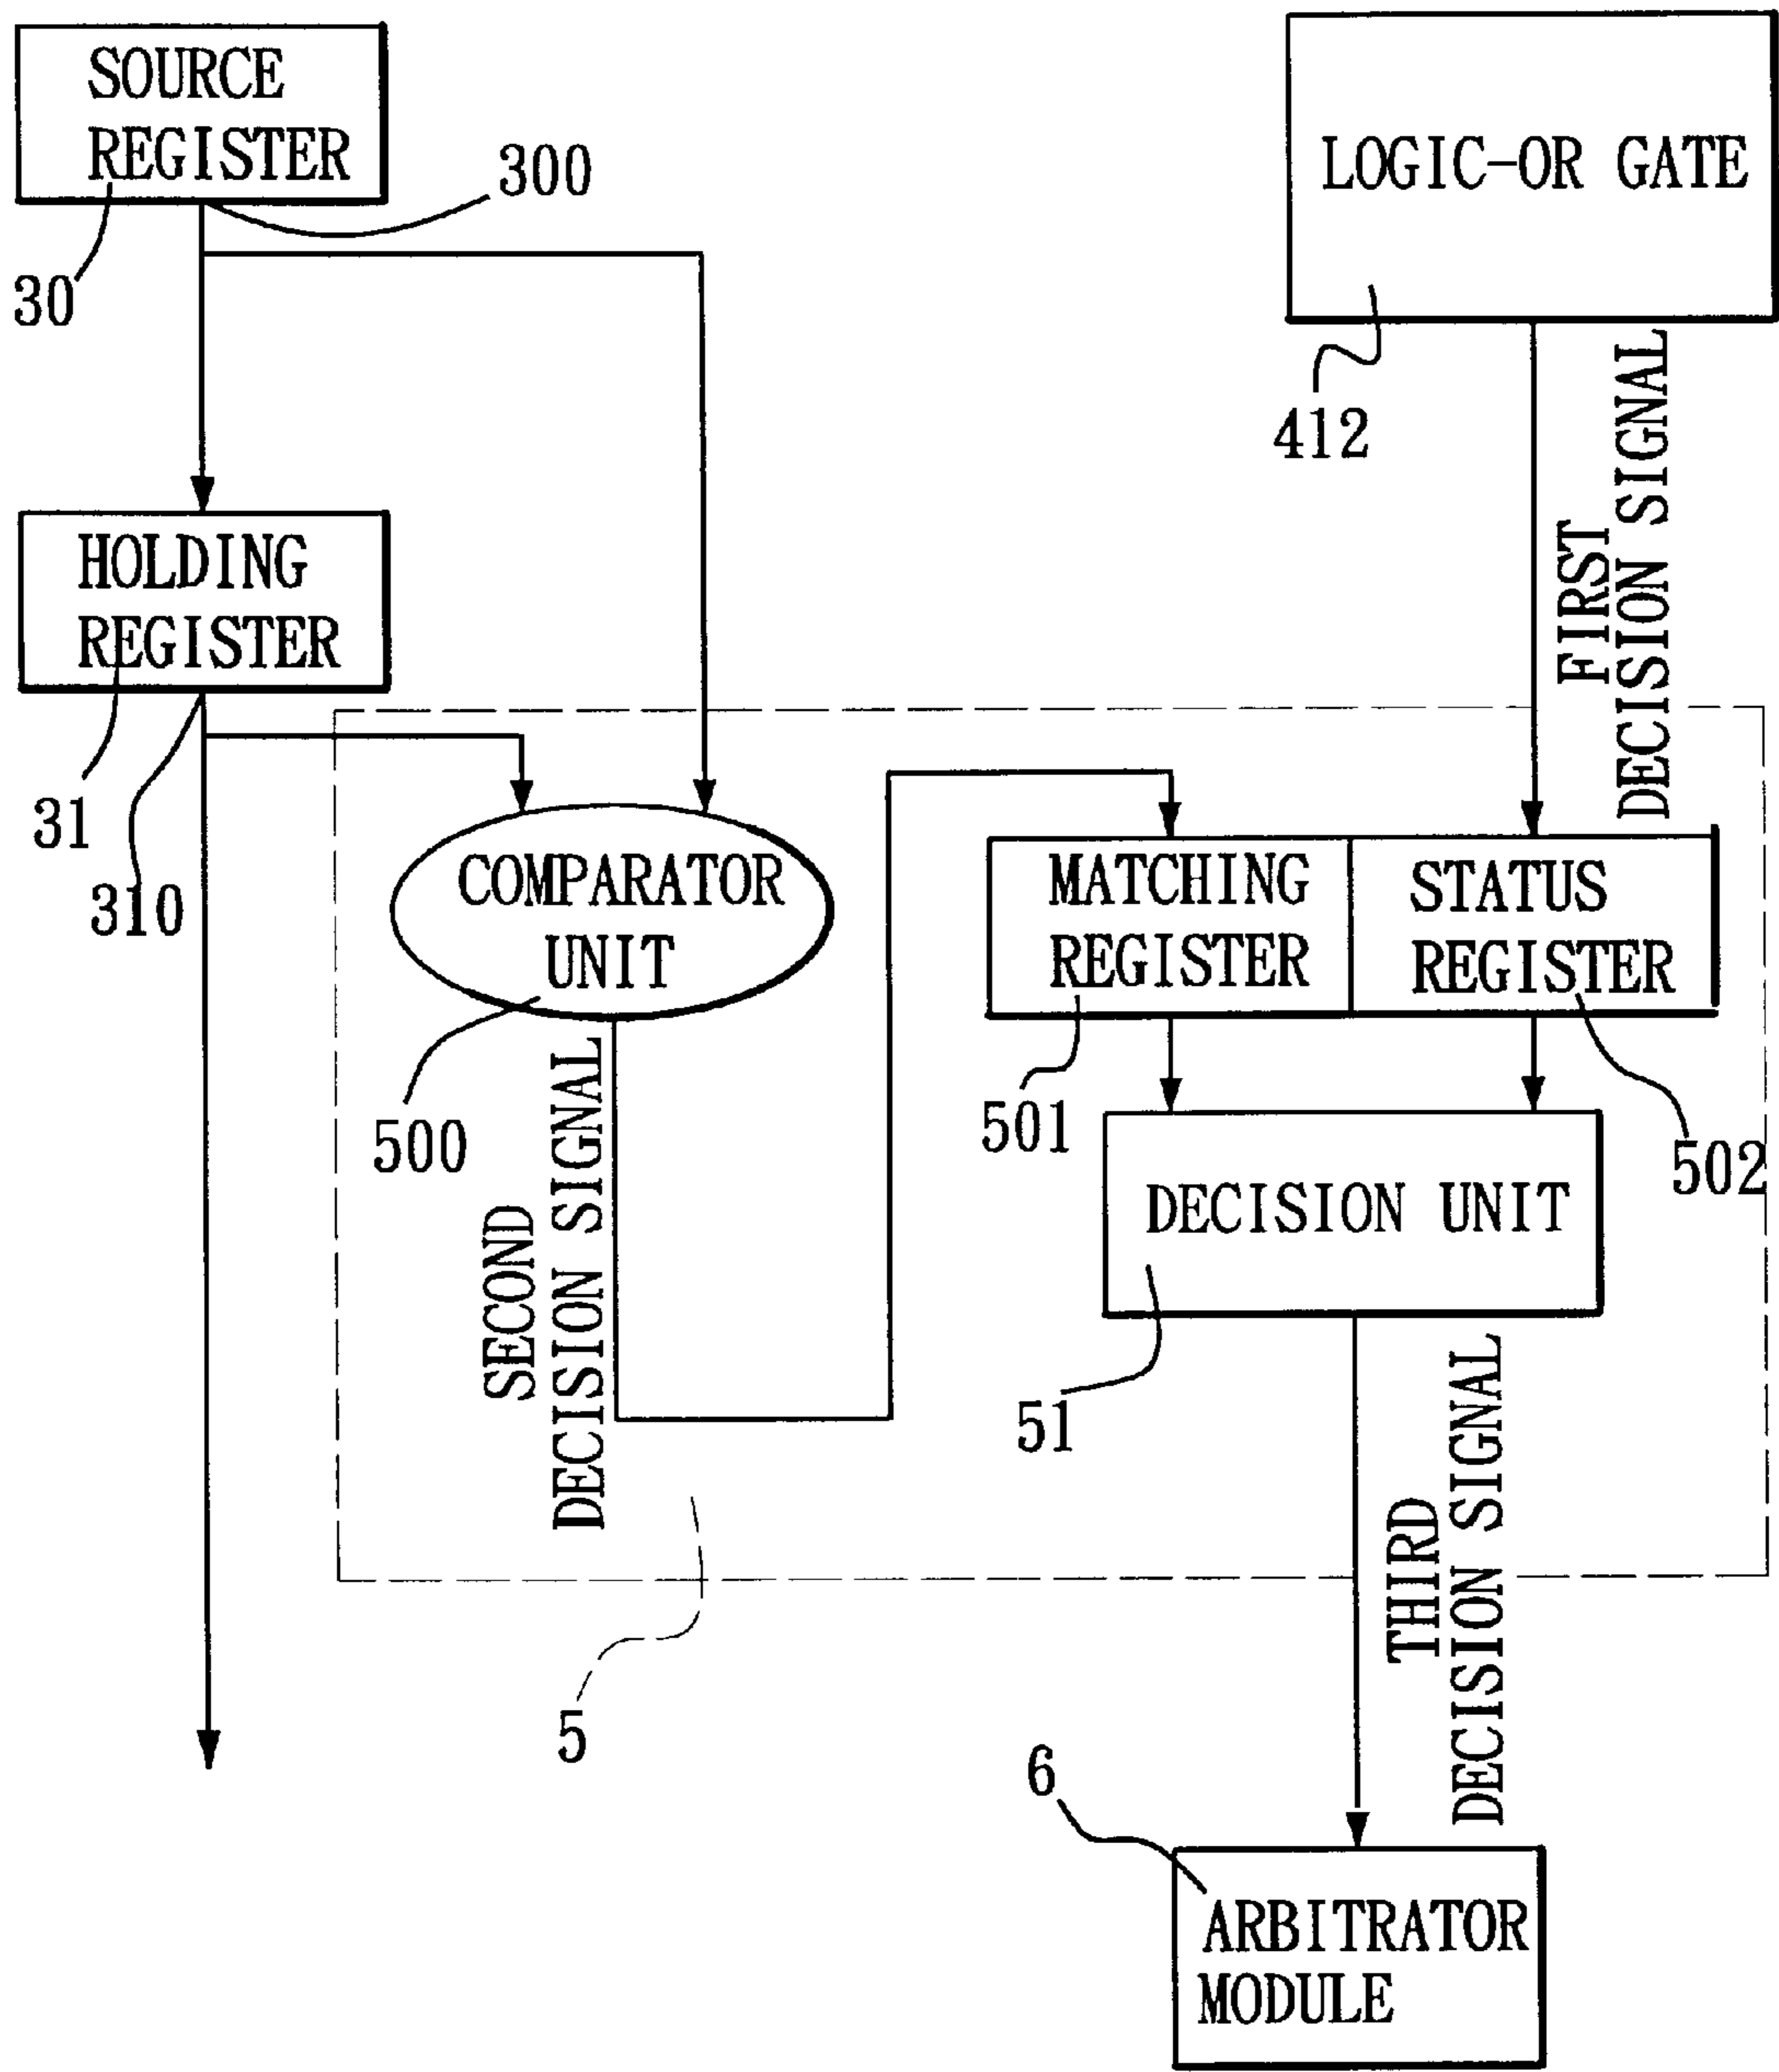 SOURCE
REGISTER
300
30
LOGIC-OR GATE
412
FIRST
DECISION SIGNAL
HOLDING
REGISTER
31
310
COMPARATOR
UNIT
500
MATCHING
REGISTER
501
STATUS
REGISTER
502
SECOND
DECISION SIGNAL
DECISION UNIT
51
THIRD
DECISION SIGNAL
5
6
ARBITRATOR
MODULE